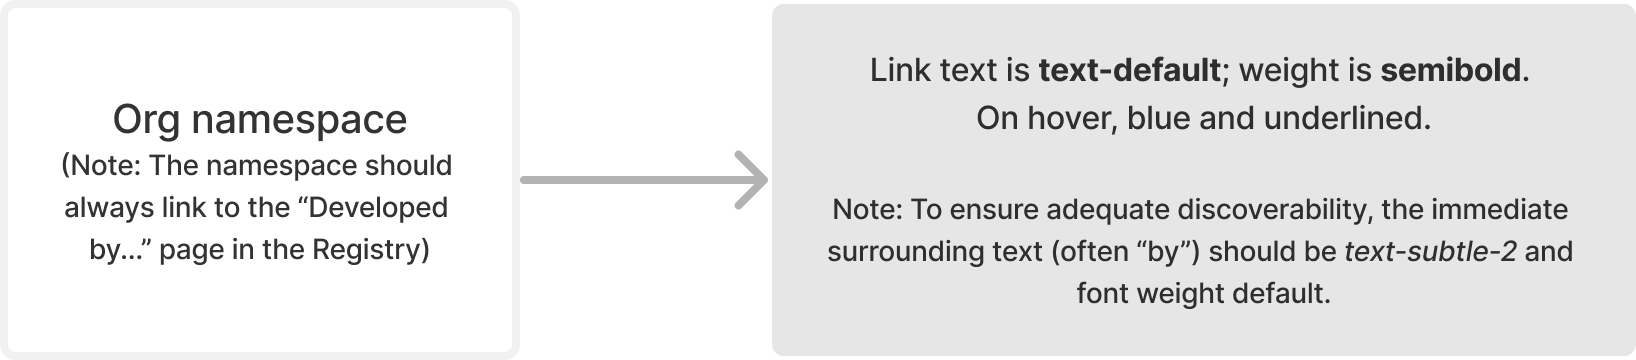 Org namespace
(Note: The namespace should
always link to the “Developed
by...” page in the Registry)
Link text is text-default; weight is semibold.
On hover, blue and underlined.
Note: To ensure adequate discoverability, the immediate
surrounding text (often “by”) should be text-subtle-2 and
font weight default.